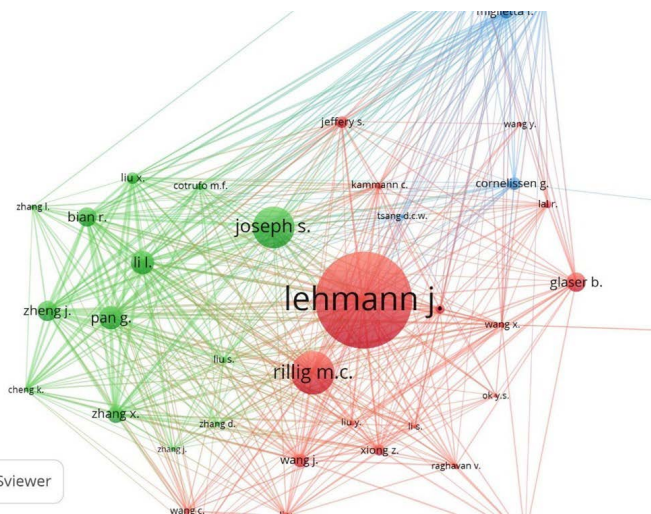 miglietta f.
jeffery s.
wang y.
liu x.
cotrufo m.f.
kammann c.
cornelissen g.
zhang l.
bian r.
joseph s.
tsang d.c.w.
lal r.
li l.
lehmann j.
glaser b.
zheng j.
pan g.
wang x.
liu s.
rillig m.c.
cheng k.
ok y.s.
zhang x.
zhang d.
liu y.
li s.
zhang j.
wang j.
xiong z.
raghavan v.
Sviewer
wang c.